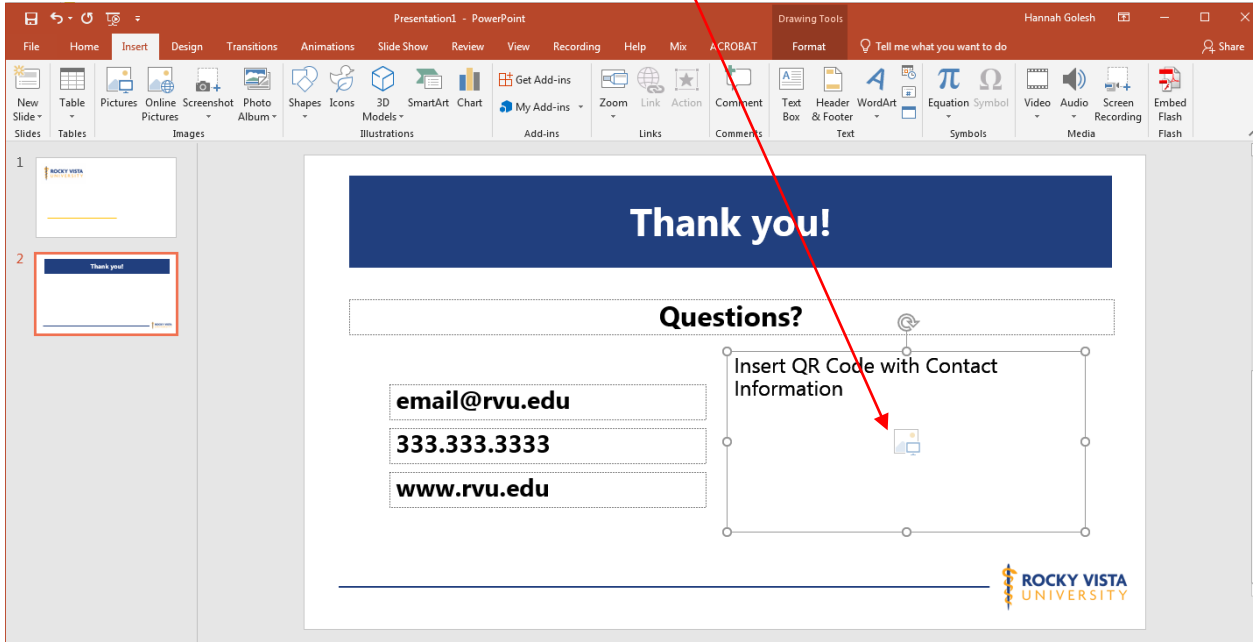 Presentation1 - PowerPoint
Drawing Tools
Hannah Golesh
File Home Insert Design Transitions Animations Slide Show Review View Recording Help Mix ACROBAT Format Tell me what you want to do Share
New Slide
Table
Pictures
Online Pictures
Screenshot
Photo Album
Shapes
Icons
3D Models
SmartArt
Chart
Get Add-ins
My Add-ins
Zoom
Link
Action
Comment
Text Box
Header & Footer
WordArt
Equation
Symbol
Video
Audio
Screen Recording
Embed Flash
Slides Tables Images Illustrations Add-ins Links Comments Text Symbols Media Flash
1
ROCKY VISTA
UNIVERSITY
2
Thank you!
Thank you!
Questions?
Insert QR Code with Contact
Information
email@rvu.edu
333.333.3333
www.rvu.edu
ROCKY VISTA
UNIVERSITY